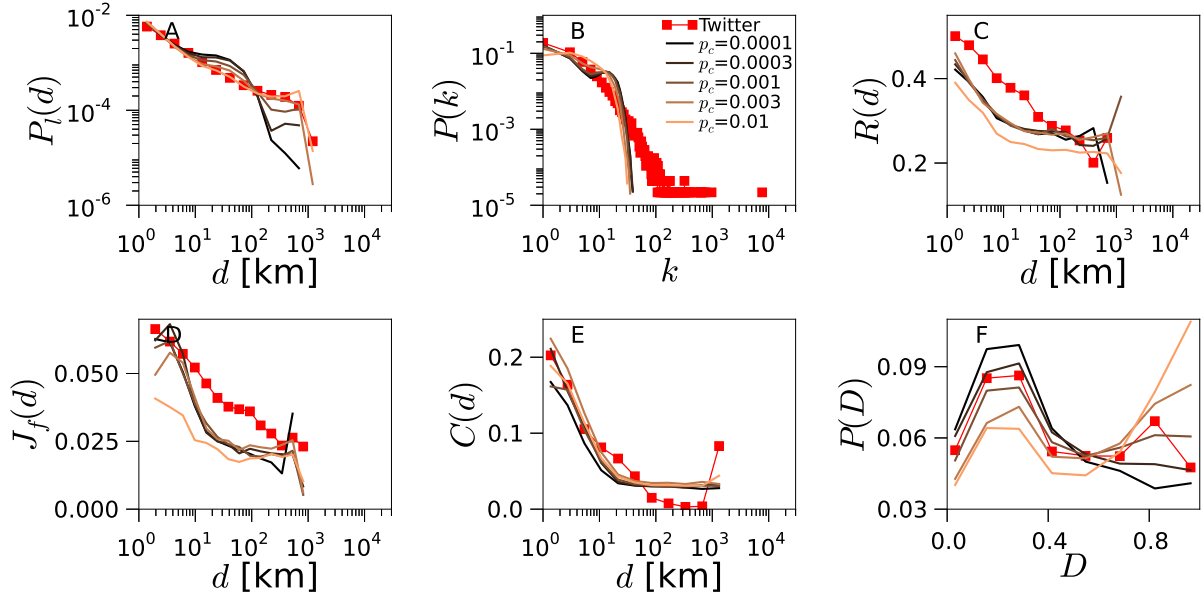 A
P_l(d)
10^-2
10^-4
10^-6
10^0 10^1 10^2 10^3 10^4
d [km]
B
P(k)
10^-1
10^-3
10^-5
10^0 10^1 10^2 10^3 10^4
k
Twitter
p_c=0.0001
p_c=0.0003
p_c=0.001
p_c=0.003
p_c=0.01
C
R(d)
0.4
0.2
10^0 10^1 10^2 10^3 10^4
d [km]
D
J_f(d)
0.050
0.025
0.000
10^0 10^1 10^2 10^3 10^4
d [km]
E
C(d)
0.2
0.1
0.0
10^0 10^1 10^2 10^3 10^4
d [km]
F
P(D)
0.09
0.06
0.03
0.0 0.4 0.8
D